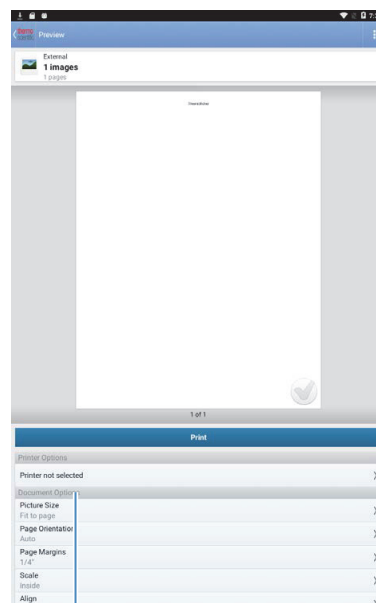 7:
Preview
External
1 images
1 pages
1 of 1
Print
Printer Options
Printer not selected
Document Options
Picture Size
Fit to page
Page Orientation
Auto
Page Margins
1/4"
Scale
Inside
Align